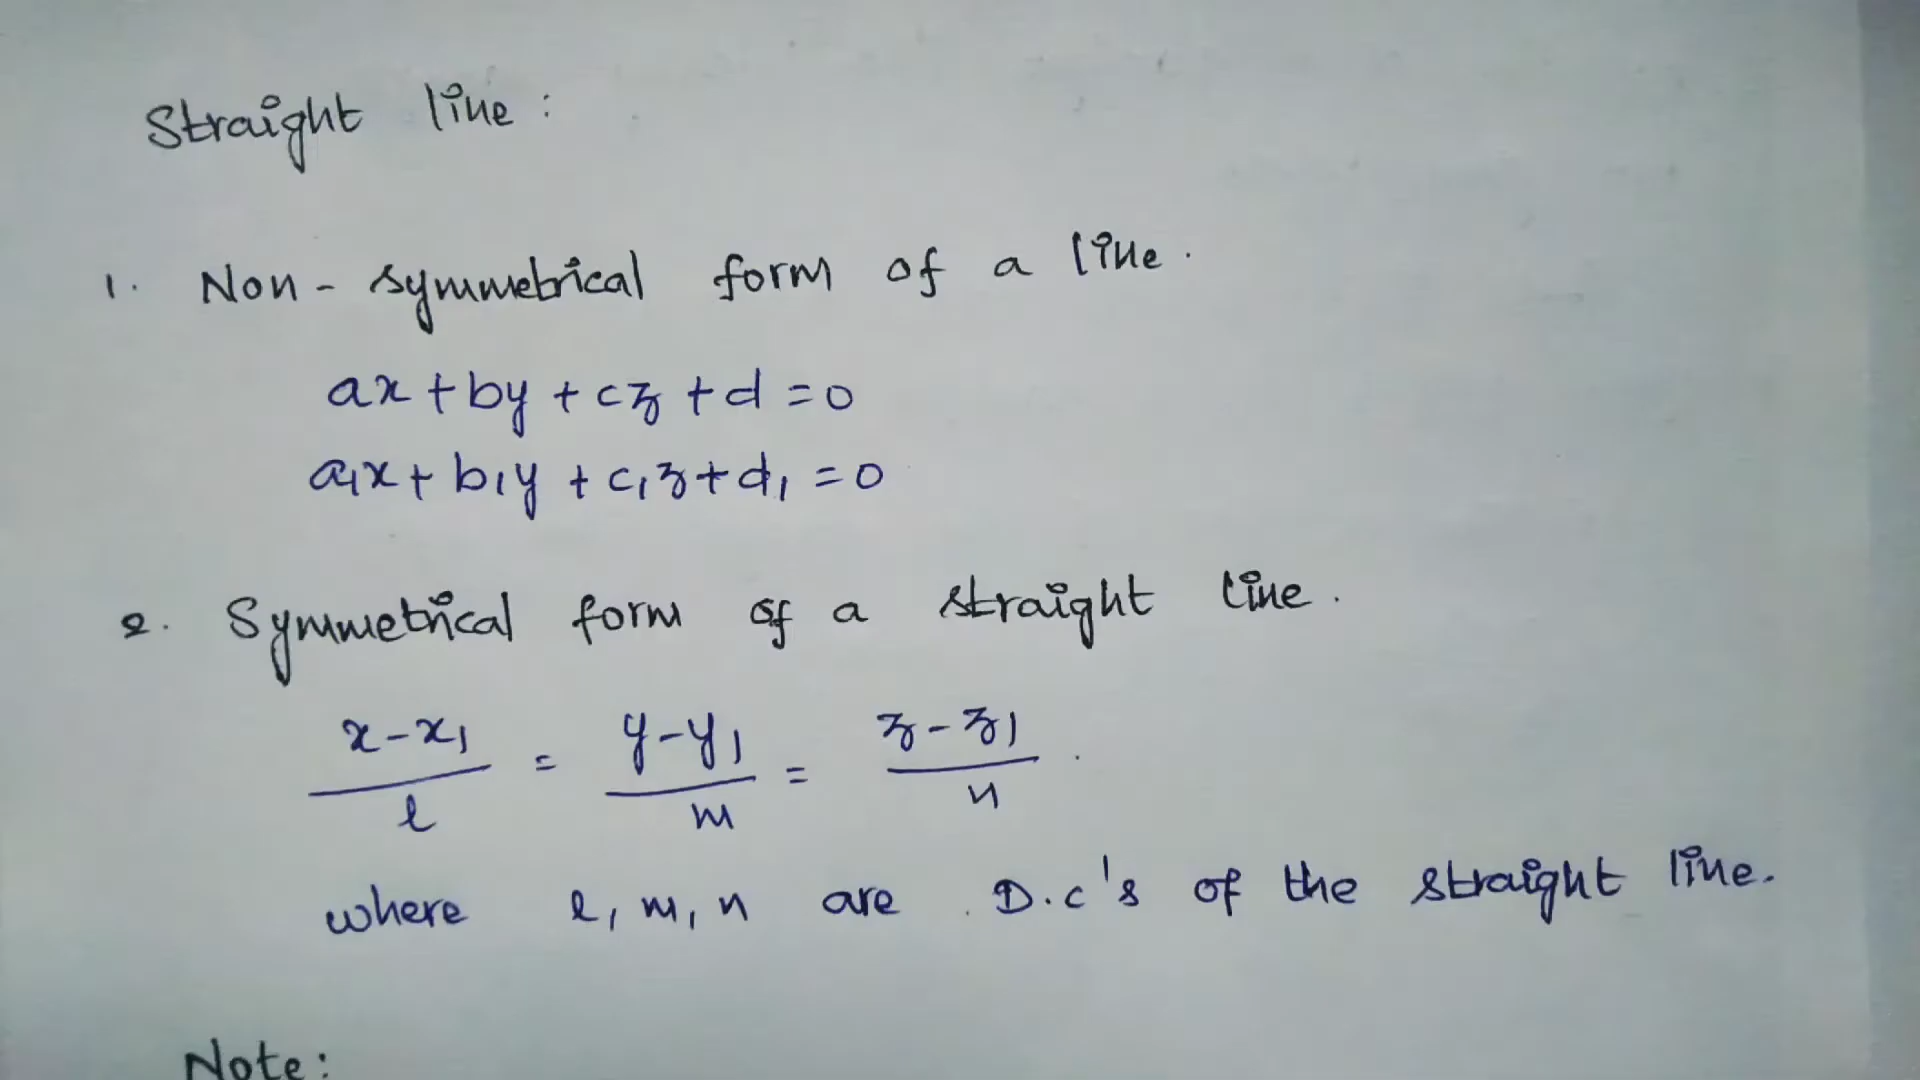 Straight line :
1. Non - symmetrical form of a line.
ax + by + cz + d = 0
a₁x + b₁y + c₁z + d₁ = 0
2. Symmetrical form of a straight line.
x-x₁/l = y-y₁/m = z-z₁/n .
where l, m, n are D.c's of the straight line.
Note: